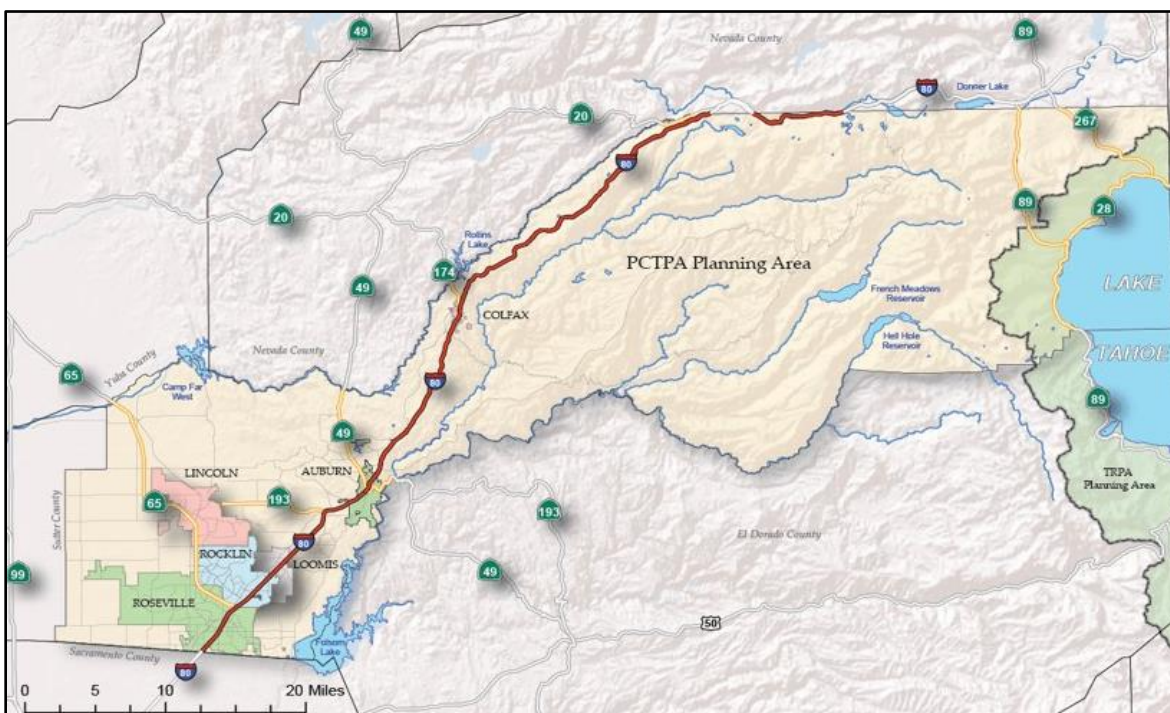 49
89
Nevada County
80
Donner Lake
20
267
80
89
28
20
Rollins
Lake
174
PCTPA Planning Area
49
LAKE
French Meadows
Reservoir
COLFAX
Hell Hole
Reservoir
Nevada County
TAHOE
Yuba County
65
Camp Far
West
80
89
49
LINCOLN
AUBURN
TRPA
Planning Area
65
193
193
Sutter County
El Dorado County
80
ROCKLIN
LOOMIS
99
49
ROSEVILLE
50
Folsom
Lake
Sacramento County
80
0 5 10 20 Miles